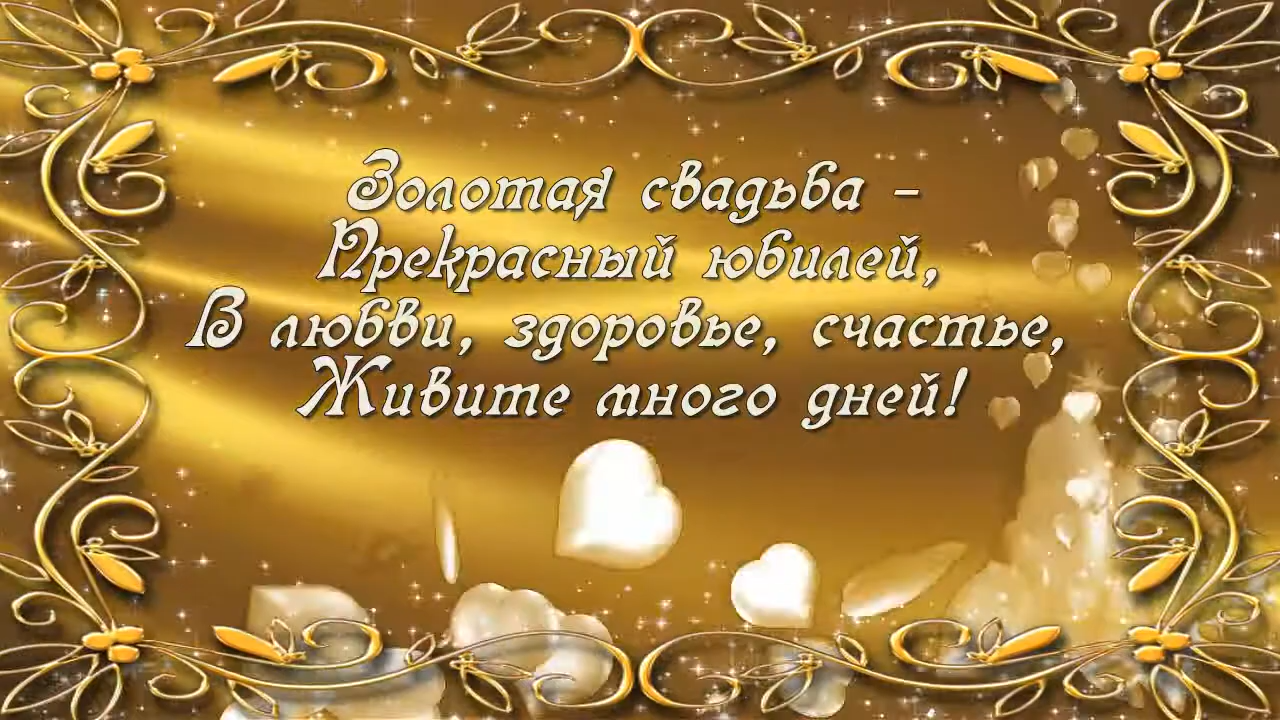 Золотая свадьба -
Прекрасный юбилей,
В любви, здоровье, счастье,
Живите много дней!